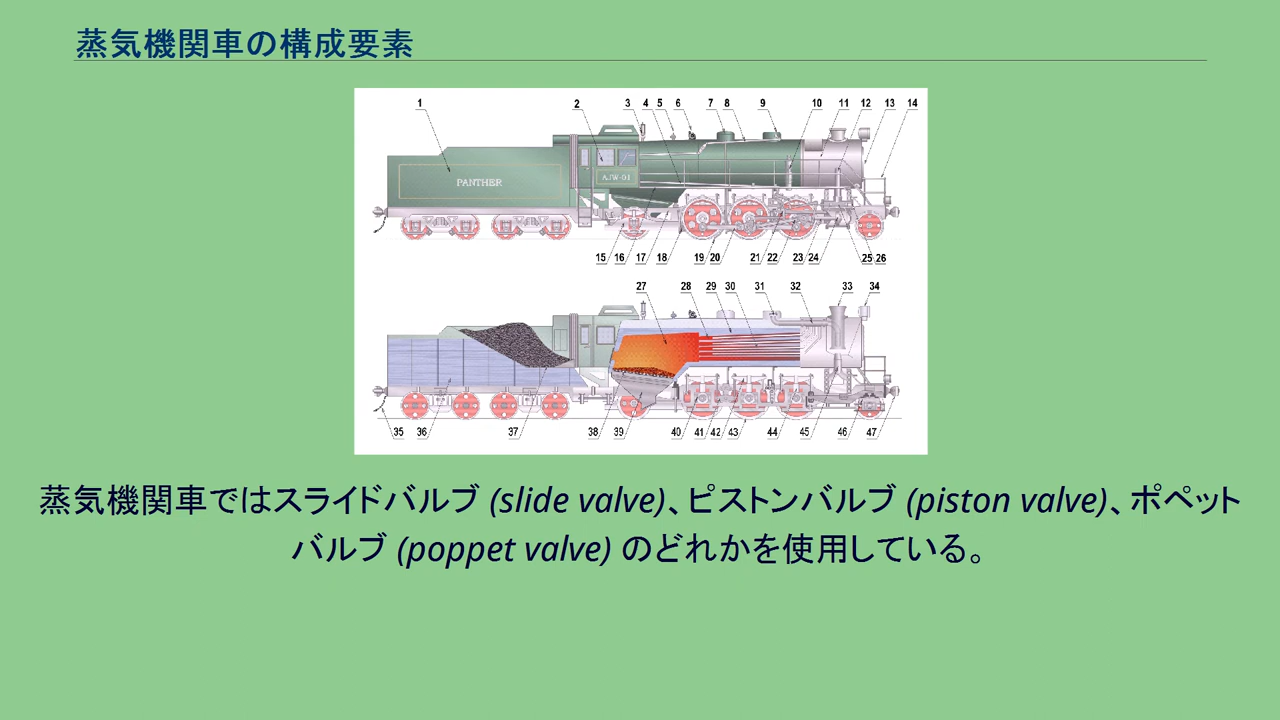 蒸気機関車の構成要素
1 2 3 4 5 6 7 8 9 10 11 12 13 14
PANTHER
AJW-01
15 16 17 18 19 20 21 22 23 24 25 26
27 28 29 30 31 32 33 34
35 36 37 38 39 40 41 42 43 44 45 46 47
蒸気機関車ではスライドバルブ (slide valve)、ピストンバルブ (piston valve)、ポペット
バルブ (poppet valve) のどれかを使用している。